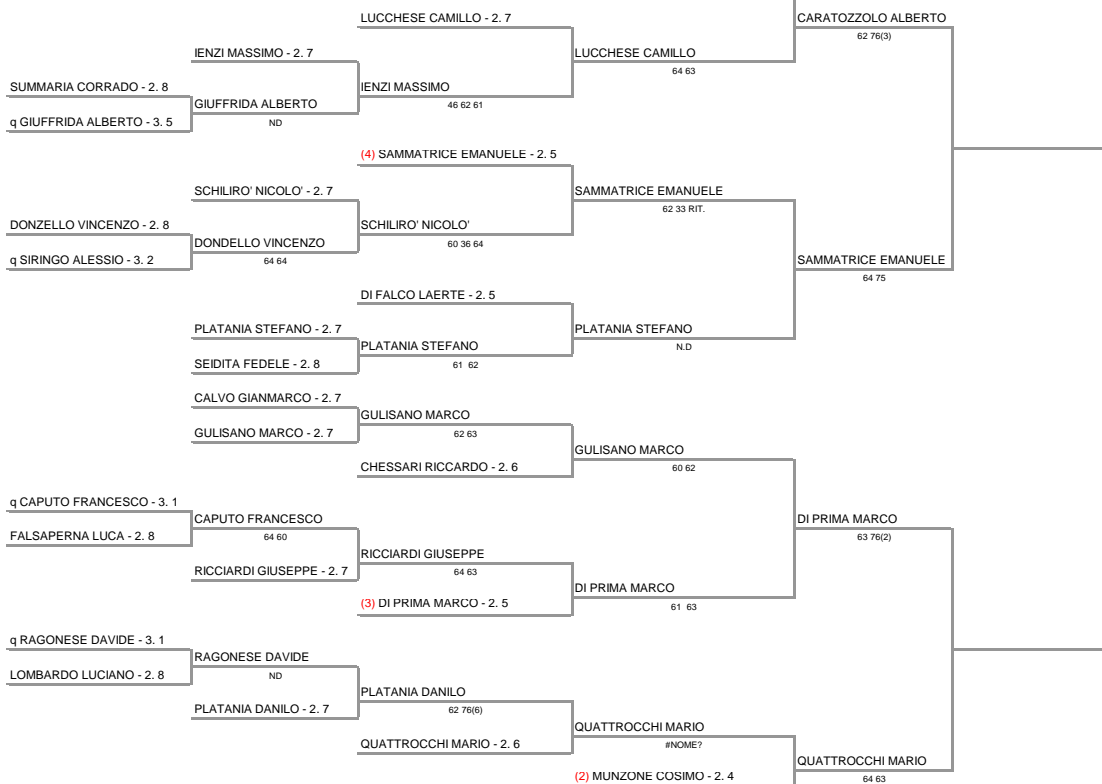 LUCCHESE CAMILLO - 2. 7
CARATOZZOLO ALBERTO
62 76(3)
IENZI MASSIMO - 2. 7
LUCCHESE CAMILLO
64 63
SUMMARIA CORRADO - 2. 8
IENZI MASSIMO
46 62 61
GIUFFRIDA ALBERTO
ND
q GIUFFRIDA ALBERTO - 3. 5
(4) SAMMATRICE EMANUELE - 2. 5
SCHILIRO' NICOLO' - 2. 7
SAMMATRICE EMANUELE
62 33 RIT.
DONZELLO VINCENZO - 2. 8
SCHILIRO' NICOLO'
60 36 64
DONDELLO VINCENZO
64 64
q SIRINGO ALESSIO - 3. 2
SAMMATRICE EMANUELE
64 75
DI FALCO LAERTE - 2. 5
PLATANIA STEFANO - 2. 7
PLATANIA STEFANO
N.D
PLATANIA STEFANO
61 62
SEIDITA FEDELE - 2. 8
CALVO GIANMARCO - 2. 7
GULISANO MARCO
62 63
GULISANO MARCO - 2. 7
GULISANO MARCO
60 62
CHESSARI RICCARDO - 2. 6
q CAPUTO FRANCESCO - 3. 1
CAPUTO FRANCESCO
64 60
DI PRIMA MARCO
63 76(2)
FALSAPERNA LUCA - 2. 8
RICCIARDI GIUSEPPE
64 63
RICCIARDI GIUSEPPE - 2. 7
DI PRIMA MARCO
61 63
(3) DI PRIMA MARCO - 2. 5
q RAGONESE DAVIDE - 3. 1
RAGONESE DAVIDE
ND
LOMBARDO LUCIANO - 2. 8
PLATANIA DANILO
62 76(6)
PLATANIA DANILO - 2. 7
QUATTROCCHI MARIO
#NOME?
QUATTROCCHI MARIO - 2. 6
QUATTROCCHI MARIO
64 63
(2) MUNZONE COSIMO - 2. 4